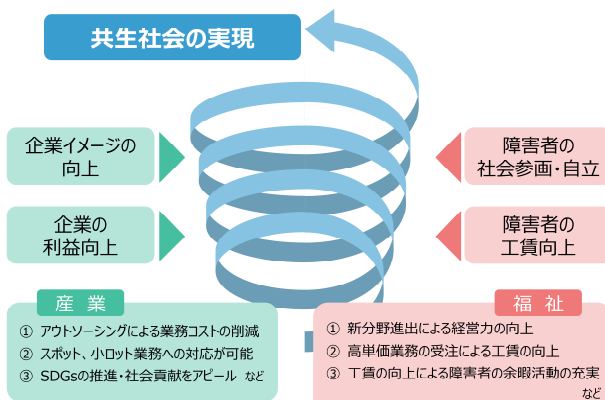 共生社会の実現
企業イメージの
向上
障害者の
社会参画・自立
企業の
利益向上
障害者の
工賃向上
産業
① アウトソーシングによる業務コストの削減
② スポット、小ロット業務への対応が可能
③ SDGsの推進・社会貢献をアピール など
福祉
① 新分野進出による経営力の向上
② 高単価業務の受注による工賃の向上
③ 工賃の向上による障害者の余暇活動の充実
など